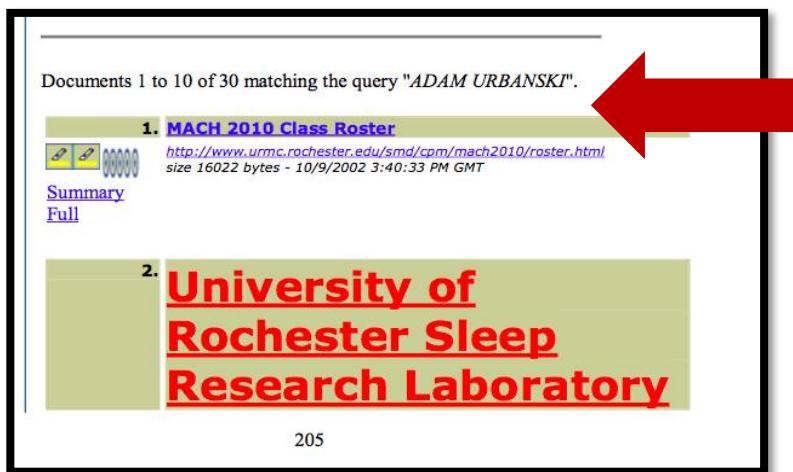 Documents 1 to 10 of 30 matching the query "ADAM URBANSKI".
1. MACH 2010 Class Roster
http://www.urmc.rochester.edu/smd/cpm/mach2010/roster.html
size 16022 bytes - 10/9/2002 3:40:33 PM GMT
Summary
Full
2. University of
Rochester Sleep
Research Laboratory
205